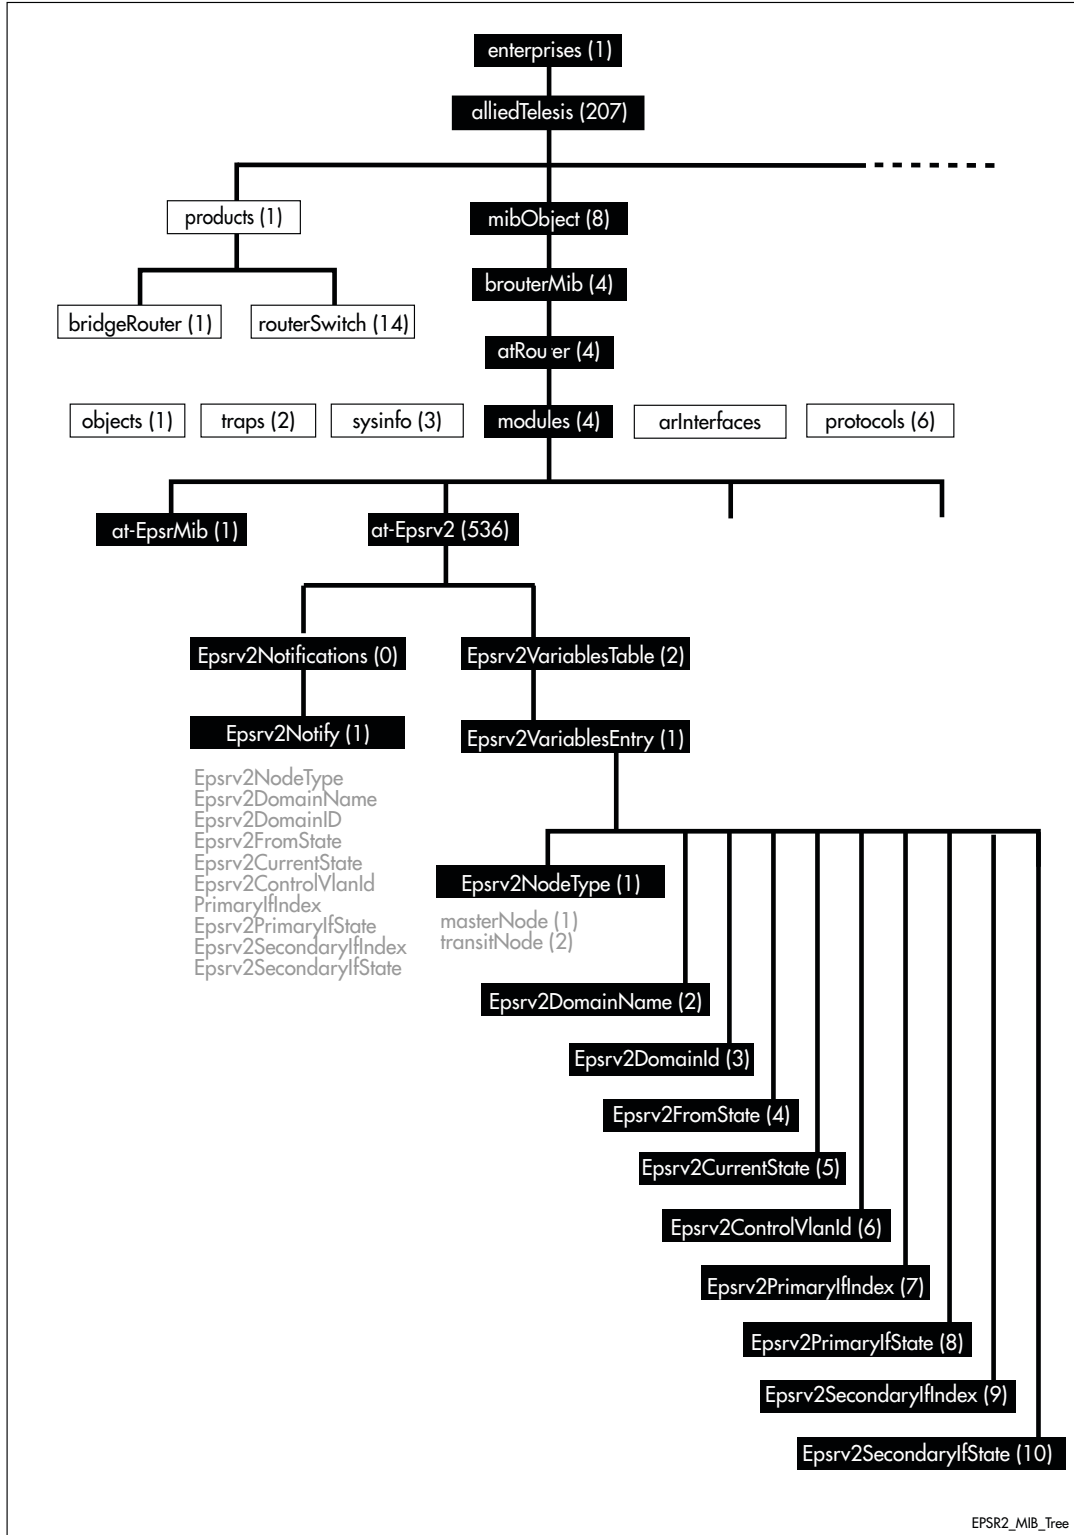 enterprises (1)
alliedTelesis (207)
products (1)
mibObject (8)
brouterMib (4)
bridgeRouter (1)
routerSwitch (14)
atRouter (4)
objects (1)
traps (2)
sysinfo (3)
modules (4)
arInterfaces
protocols (6)
at-EpsrMib (1)
at-Epsrv2 (536)
Epsrv2Notifications (0)
Epsrv2VariablesTable (2)
Epsrv2Notify (1)
Epsrv2VariablesEntry (1)
Epsrv2NodeType
Epsrv2DomainName
Epsrv2DomainID
Epsrv2FromState
Epsrv2CurrentState
Epsrv2ControlVlanId
PrimaryIfIndex
Epsrv2PrimaryIfState
Epsrv2SecondaryIfIndex
Epsrv2SecondaryIfState
Epsrv2NodeType (1)
masterNode (1)
transitNode (2)
Epsrv2DomainName (2)
Epsrv2DomainId (3)
Epsrv2FromState (4)
Epsrv2CurrentState (5)
Epsrv2ControlVlanId (6)
Epsrv2PrimaryIfIndex (7)
Epsrv2PrimaryIfState (8)
Epsrv2SecondaryIfIndex (9)
Epsrv2SecondaryIfState (10)
EPSR2_MIB_Tree